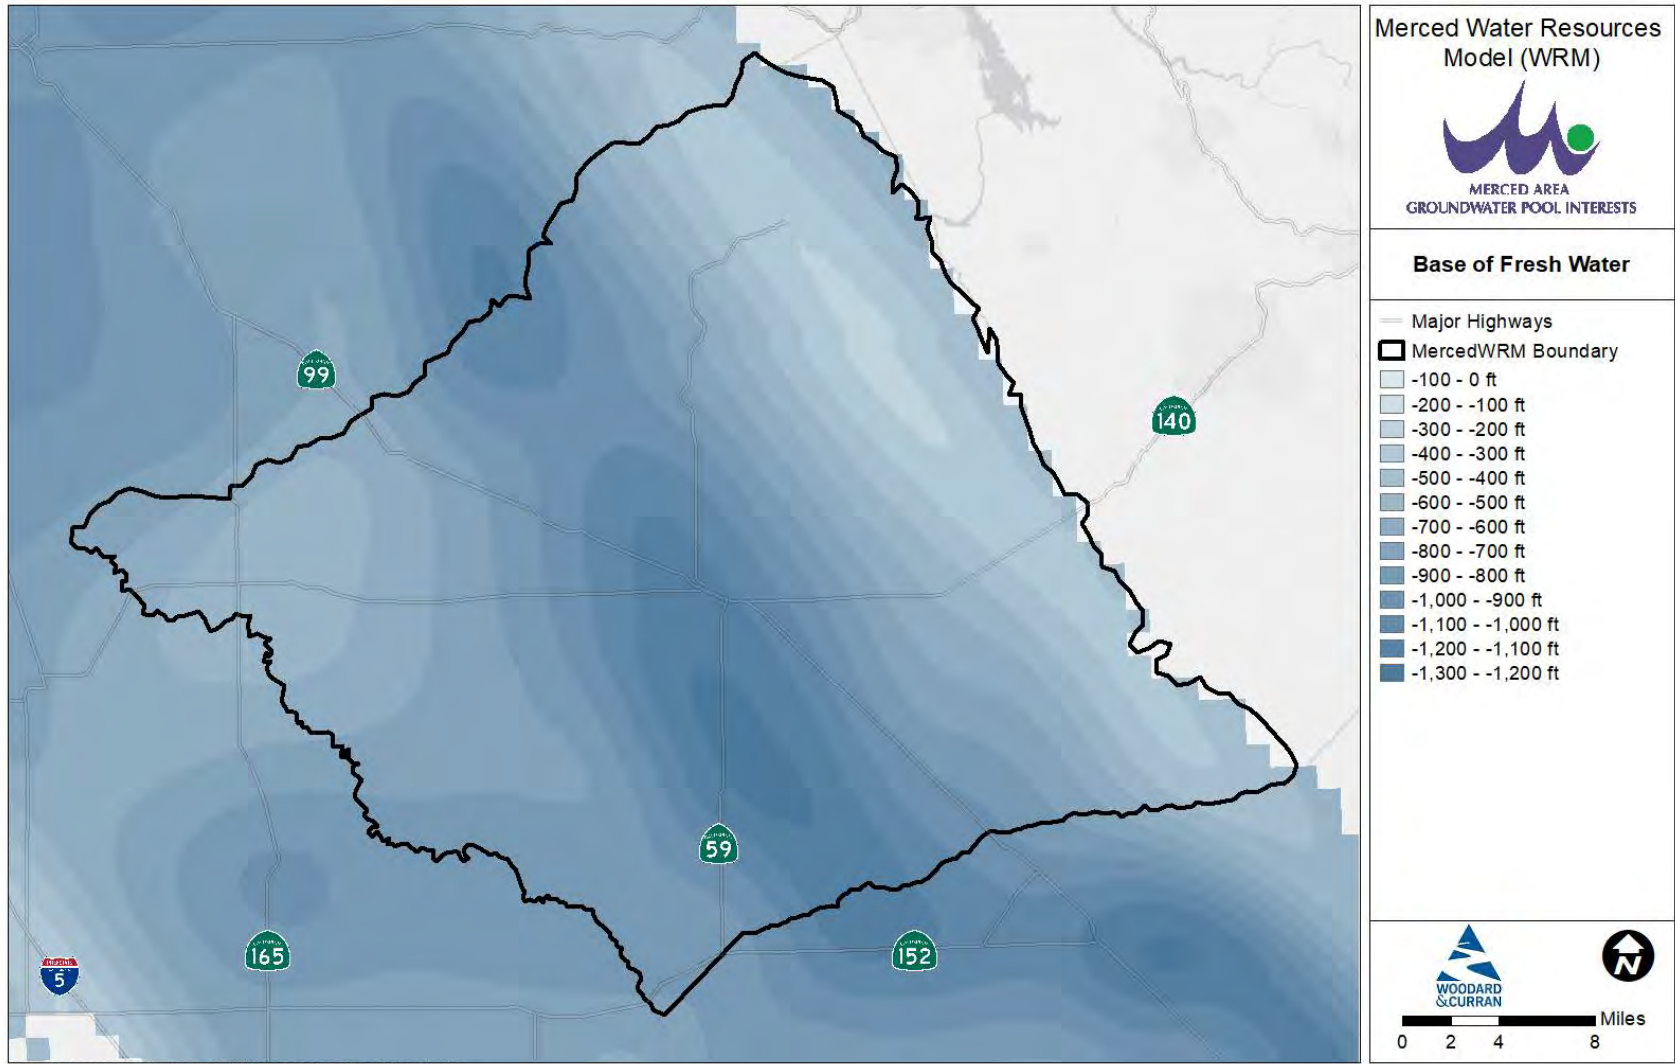 Merced Water Resources
Model (WRM)
MERCED AREA
GROUNDWATER POOL INTERESTS
Base of Fresh Water
Major Highways
MercedWRM Boundary
-100 - 0 ft
-200 - -100 ft
-300 - -200 ft
-400 - -300 ft
-500 - -400 ft
-600 - -500 ft
-700 - -600 ft
-800 - -700 ft
-900 - -800 ft
-1,000 - -900 ft
-1,100 - -1,000 ft
-1,200 - -1,100 ft
-1,300 - -1,200 ft
99
140
59
165
152
5
WOODARD
&CURRAN
N
Miles
0 2 4 8